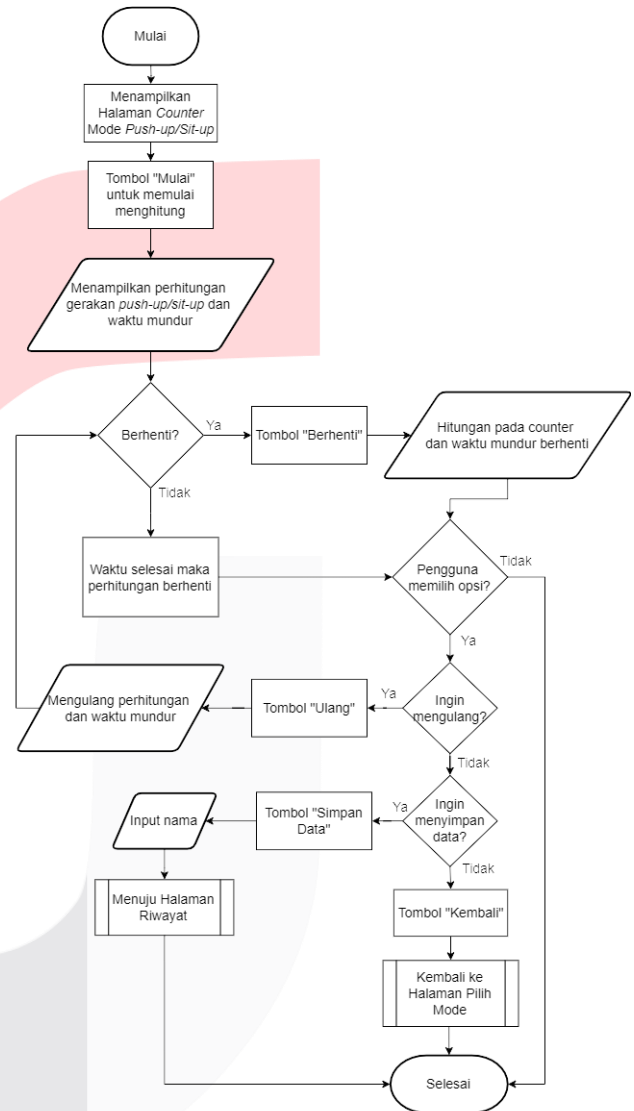 Mulai
Menampilkan
Halaman Counter
Mode Push-up/Sit-up
Tombol "Mulai"
untuk memulai
menghitung
Menampilkan perhitungan
gerakan push-up/sit-up dan
waktu mundur
Berhenti?
Ya
Tombol "Berhenti"
Hitungan pada counter
dan waktu mundur berhenti
Tidak
Waktu selesai maka
perhitungan berhenti
Pengguna
memilih opsi?
Tidak
Ya
Ingin
mengulang?
Ya
Tombol "Ulang"
Mengulang perhitungan
dan waktu mundur
Tidak
Ingin
menyimpan
data?
Ya
Tombol "Simpan
Data"
Input nama
Menuju Halaman
Riwayat
Tidak
Tombol "Kembali"
Kembali ke
Halaman Pilih
Mode
Selesai